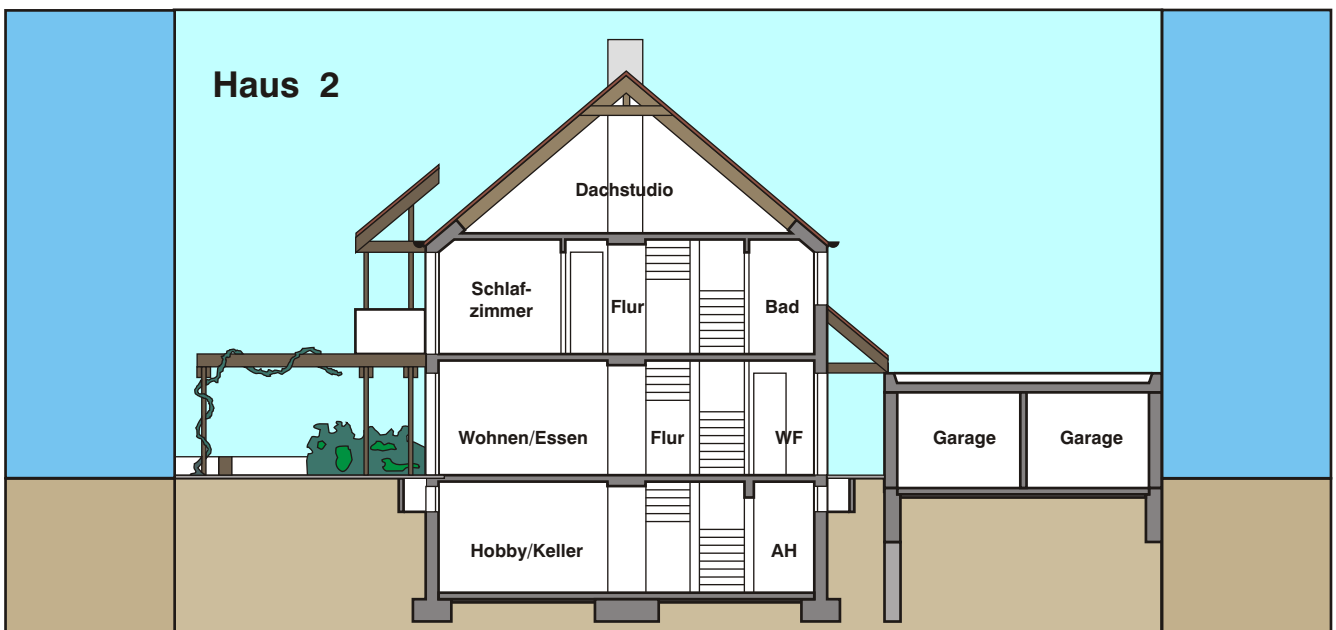 Haus 2
Dachstudio
Schlaf-
zimmer
Flur
Bad
Wohnen/Essen
Flur
WF
Garage
Garage
Hobby/Keller
AH